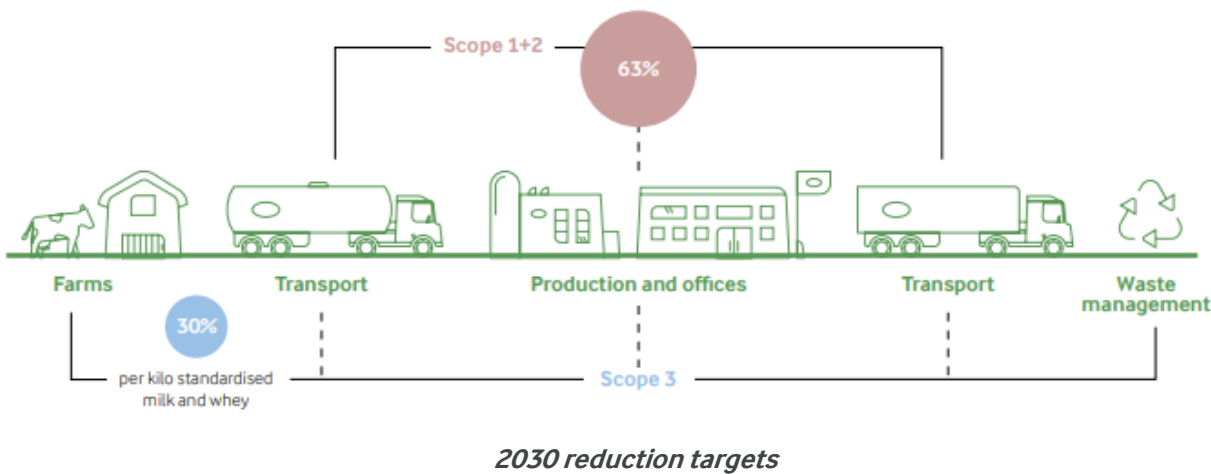 Scope 1+2
63%
Farms
Transport
Production and offices
Transport
Waste
management
30%
per kilo standardised
milk and whey
Scope 3
2030 reduction targets